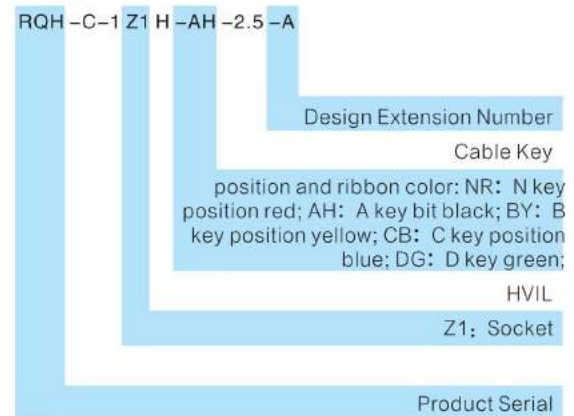 RQH-C-1 Z1 H -AH -2.5 -A
Design Extension Number
Cable Key
position and ribbon color: NR: N key
position red; AH: A key bit black; BY: B
key position yellow; CB: C key position
blue; DG: D key green;
HVIL
Z1: Socket
Product Serial